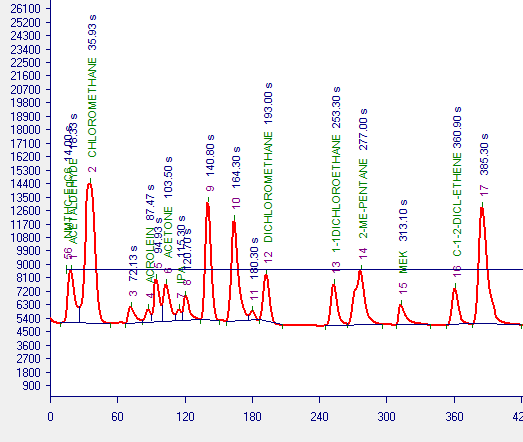 26100
25200
24300
23400
22500
21600
20700
19800
18900
18000
17100
16200
15300
14400
13500
12600
11700
10800
9900
9000
8100
7200
6300
5400
4500
3600
2700
1800
900
0
60
120
180
240
300
360
42
56
14.00 s
1 ACETALDEHYDE 18.33 s
2 CHLOROMETHANE 35.93 s
3 72.13 s
4 ACROLEIN 87.47 s
5 94.93 s
6 ACETONE 103.50 s
7 IPA 115.30 s
8 120.70 s
9 140.80 s
10 164.30 s
11 180.30 s
12 DICHLOROMETHANE 193.00 s
13 1-1DICHLOROETHANE 253.30 s
14 2-ME-PENTANE 277.00 s
15 MEK 313.10 s
16 C-1-2-DICL-ETHENE 360.90 s
17 385.30 s